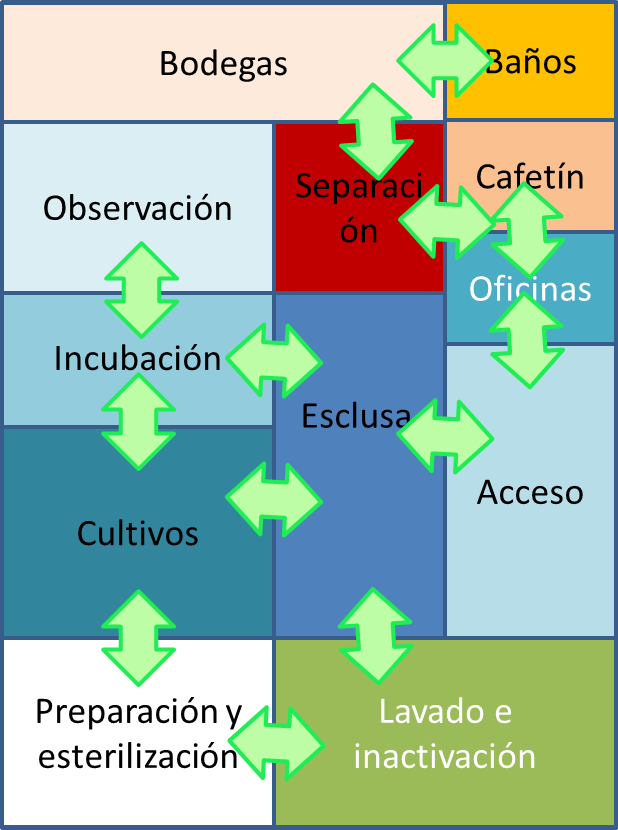 Bodegas
Baños
Observación
Separaci
ón
Cafetín
Oficinas
Incubación
Esclusa
Acceso
Cultivos
Preparación y
esterilización
Lavado e
inactivación